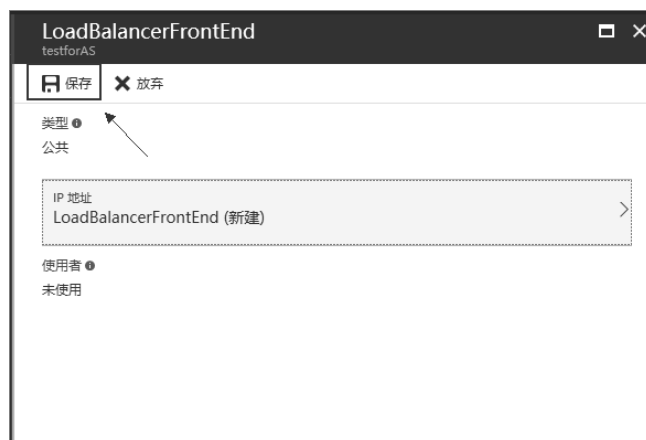 LoadBalancerFrontEnd
testforAS
保存 放弃
类型
公共
IP 地址
LoadBalancerFrontEnd (新建)
使用者
未使用